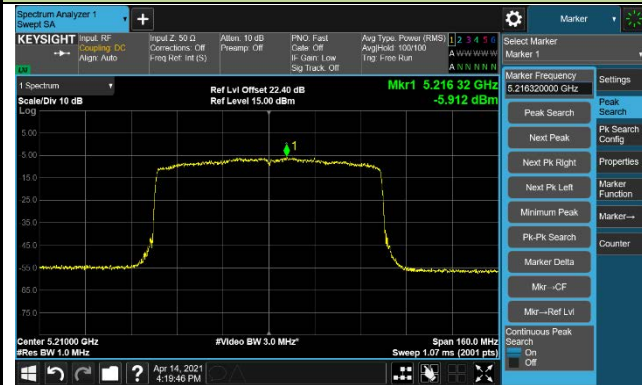 Spectrum Analyzer 1
Swept SA
+
Marker
KEYSIGHT
Input: RF
Coupling: DC
Align: Auto
Input Z: 50 Ω
Corrections: Off
Freq Ref: Int (S)
Atten: 10 dB
Preamp: Off
PNO: Fast
Gate: Off
IF Gain: Low
Sig Track: Off
Avg Type: Power (RMS)
Avg|Hold: 100/100
Trig: Free Run
1 2 3 4 5 6
A W W W W W
A N N N N N
Select Marker
Marker 1
1 Spectrum
Scale/Div 10 dB
Log
Ref Lvl Offset 22.40 dB
Ref Level 15.00 dBm
Mkr1 5.216 32 GHz
-5.912 dBm
1
5.00
-5.00
-15.0
-25.0
-35.0
-45.0
-55.0
-65.0
-75.0
Center 5.21000 GHz
#Res BW 1.0 MHz
#Video BW 3.0 MHz*
Span 160.0 MHz
Sweep 1.07 ms (2001 pts)
Marker Frequency
5.216320000 GHz
Peak Search
Next Peak
Next Pk Right
Next Pk Left
Minimum Peak
Pk-Pk Search
Marker Delta
Mkr→CF
Mkr→Ref Lvl
Continuous Peak
Search
On
Off
Settings
Peak
Search
Pk Search
Config
Properties
Marker
Function
Marker→
Counter
?
Apr 14, 2021
4:19:46 PM